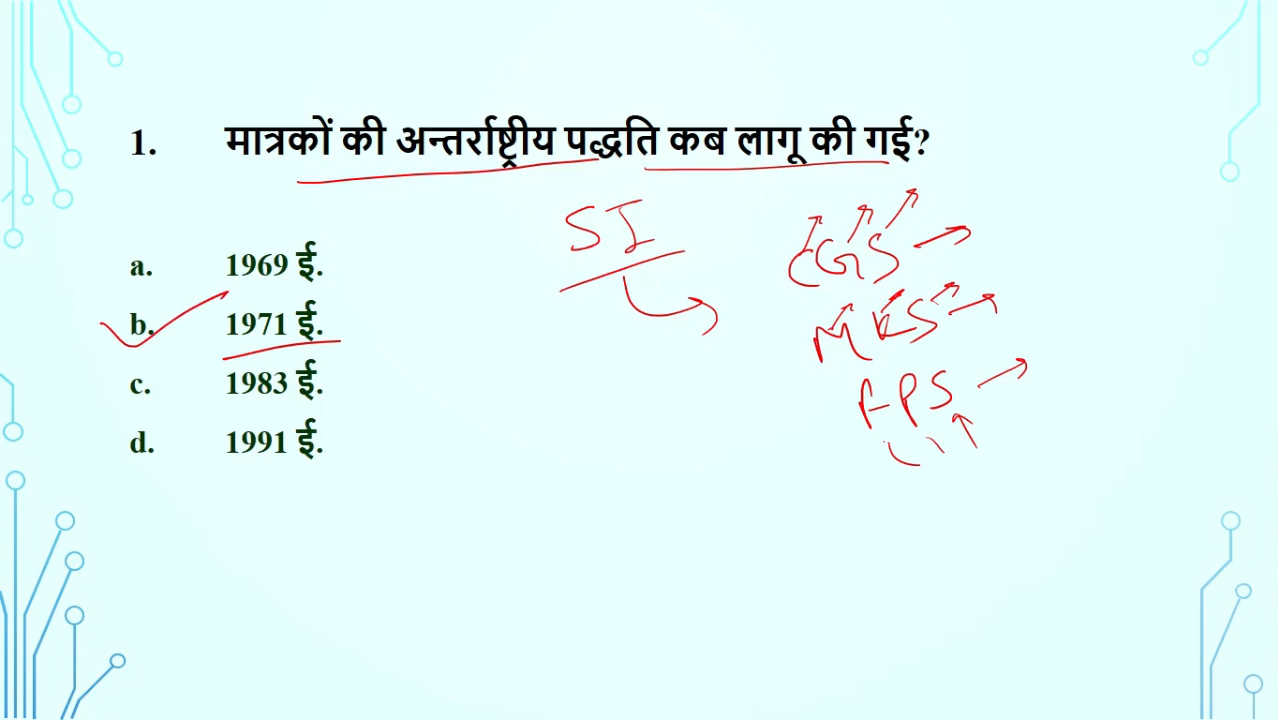 1. मात्रकों की अन्तर्राष्ट्रीय पद्धति कब लागू की गई?
SI
CGS
a. 1969 ई.
b. 1971 ई.
MKS
c. 1983 ई.
FPS
d. 1991 ई.